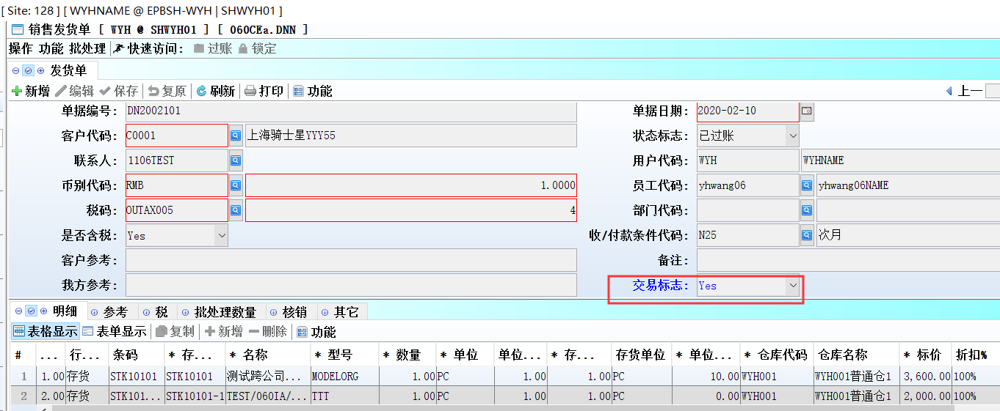 [ Site: 128 ] [ WYHNAME @ EPBSH-WYH | SHWYH01 ]
销售发货单 [ WYH @ SHWYH01 ] [ 060CEa.DNN ]
操作 功能 批处理 快速访问: 过账 锁定
发货单
新增 编辑 保存 复原 刷新 打印 功能 上一
单据编号: DN2002101 单据日期: 2020-02-10
客户代码: C0001 上海骑士星YYY55 状态标志: 已过账
联系人: 1106TEST 用户代码: WYH WYHNAME
币别代码: RMB 1.0000 员工代码: yhwang06 yhwang06NAME
税码: OUTAX005 4 部门代码:
是否含税: Yes 收/付款条件代码: N25 次月
客户参考: 备注:
我方参考: 交易标志: Yes
明细 参考 税 批处理数量 核销 其它
表格显示 表单显示 复制 新增 删除 功能
# ... 行... 条码 * 存... * 名称 * 型号 * 数量 * 单位 单位... * 存... 存货单位 * 单位... * 仓库代码 仓库名称 * 标价 折扣%
1 1.00 存货 STK10101 STK10101 测试跨公司... MODELORG 1.00 PC 1.00 1.00 PC 10.00 WYH001 WYH001普通仓1 3,600.00 100%
2 2.00 存货 STK101... STK10101-1 TEST/060IA/... TTT 1.00 PC 1.00 1.00 PC 0.00 WYH001 WYH001普通仓1 2,000.00 100%